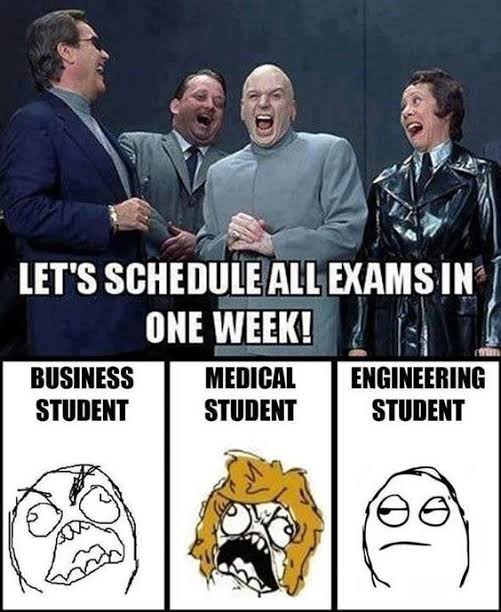 LET'S SCHEDULE ALL EXAMS IN
ONE WEEK!
BUSINESS
STUDENT
MEDICAL
STUDENT
ENGINEERING
STUDENT